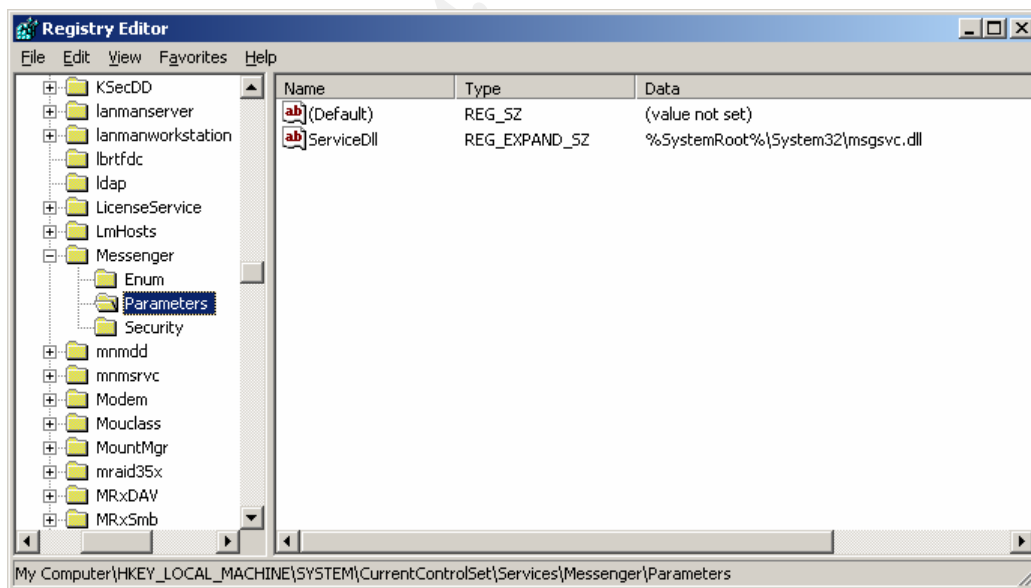 Registry Editor
File Edit View Favorites Help
KSecDD
lanmanserver
lanmanworkstation
lbrtfdc
ldap
LicenseService
LmHosts
Messenger
Enum
Parameters
Security
mnmdd
mnmsrvc
Modem
Mouclass
MountMgr
mraid35x
MRxDAV
MRxSmb
Name Type Data
ab (Default) REG_SZ (value not set)
ab ServiceDll REG_EXPAND_SZ %SystemRoot%\System32\msgsvc.dll
My Computer\HKEY_LOCAL_MACHINE\SYSTEM\CurrentControlSet\Services\Messenger\Parameters